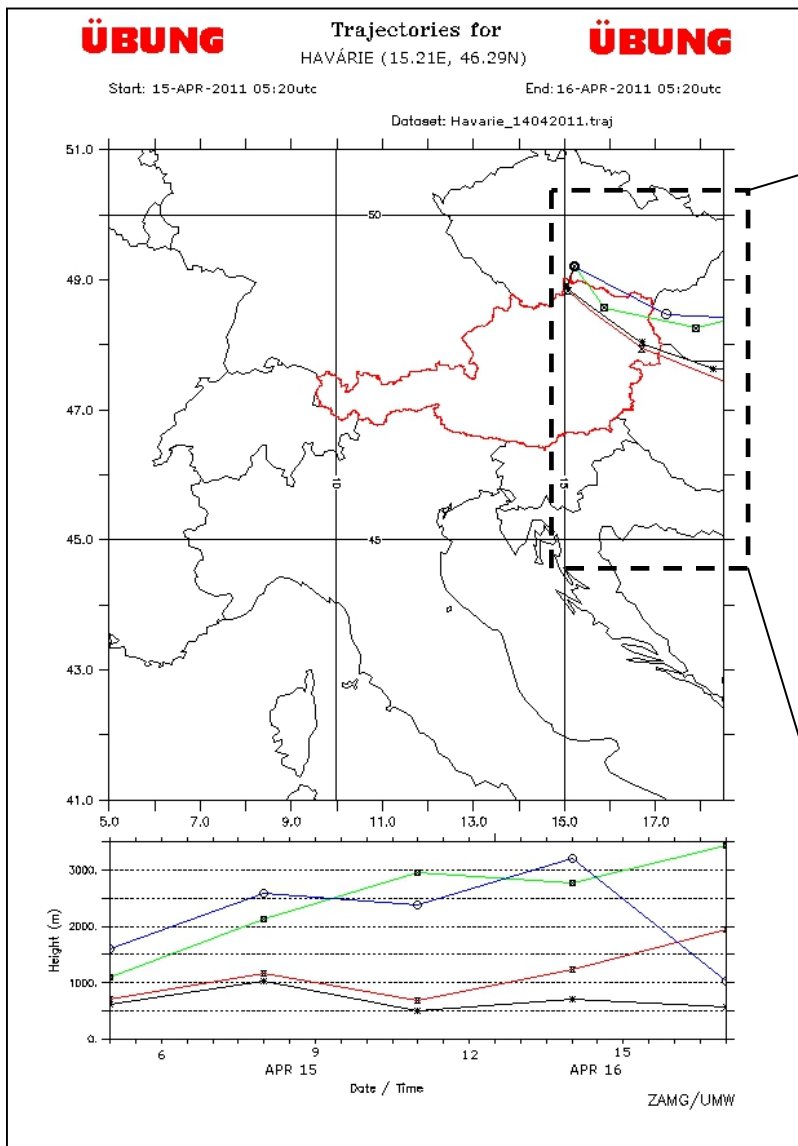 ÜBUNG Trajectories for ÜBUNG
HAVÁRIE (15.21E, 46.29N)
Start: 15-APR-2011 05:20utc End: 16-APR-2011 05:20utc
Dataset: Havarie_14042011.traj
51.0
50
49.0
47.0
10 15
45.0 45
43.0
41.0
5.0 7.0 9.0 11.0 13.0 15.0 17.0
3000.
2000.
1000.
0.
Height (m)
6 9 12 15
APR 15 APR 16
Date / Time
ZAMG/UMW